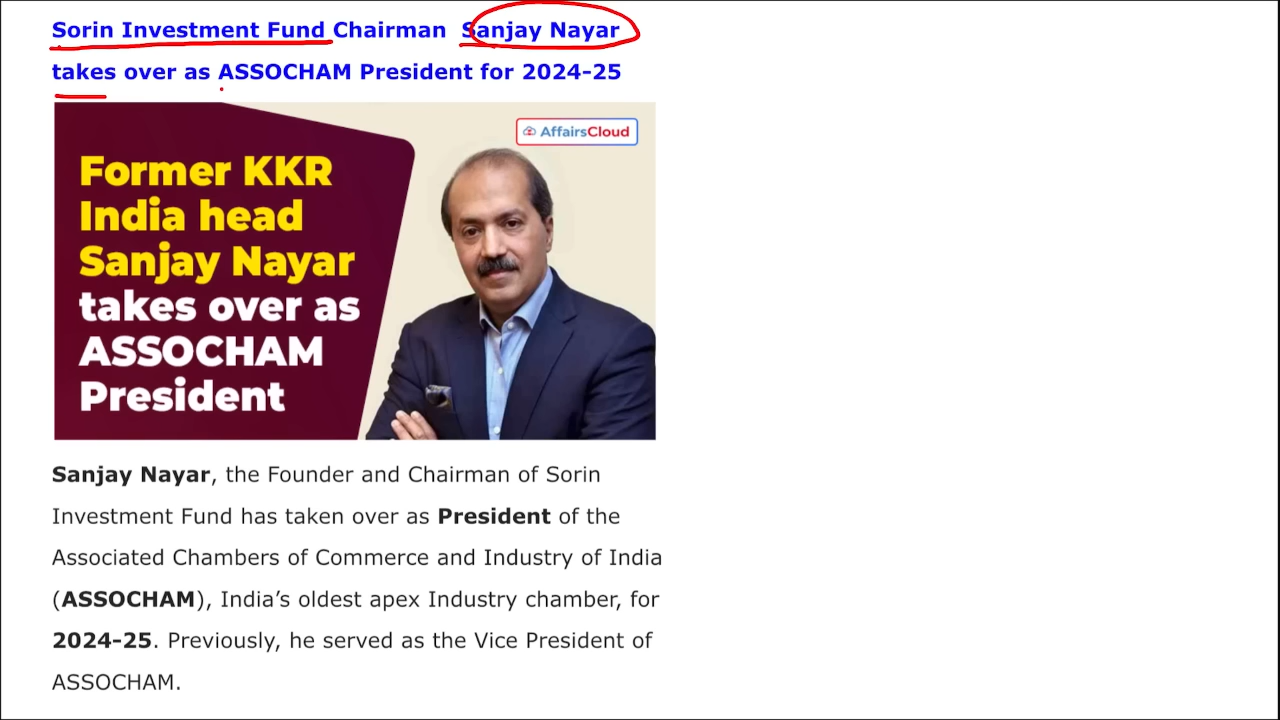 Sorin Investment Fund Chairman Sanjay Nayar
takes over as ASSOCHAM President for 2024-25
AffairsCloud
Former KKR
India head
Sanjay Nayar
takes over as
ASSOCHAM
President
Sanjay Nayar, the Founder and Chairman of Sorin
Investment Fund has taken over as President of the
Associated Chambers of Commerce and Industry of India
(ASSOCHAM), India’s oldest apex Industry chamber, for
2024-25. Previously, he served as the Vice President of
ASSOCHAM.